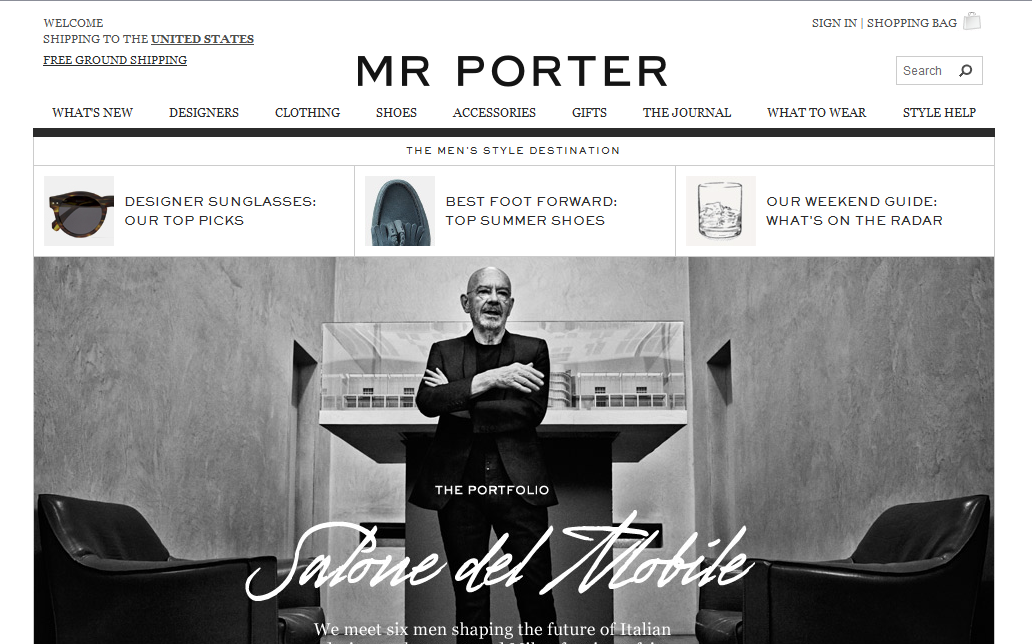 WELCOME
SHIPPING TO THE UNITED STATES
FREE GROUND SHIPPING
SIGN IN | SHOPPING BAG
MR PORTER
Search
WHAT'S NEW DESIGNERS CLOTHING SHOES ACCESSORIES GIFTS THE JOURNAL WHAT TO WEAR STYLE HELP
THE MEN'S STYLE DESTINATION
DESIGNER SUNGLASSES:
OUR TOP PICKS
BEST FOOT FORWARD:
TOP SUMMER SHOES
OUR WEEKEND GUIDE:
WHAT'S ON THE RADAR
THE PORTFOLIO
Salone del Mobile
We meet six men shaping the future of Italian